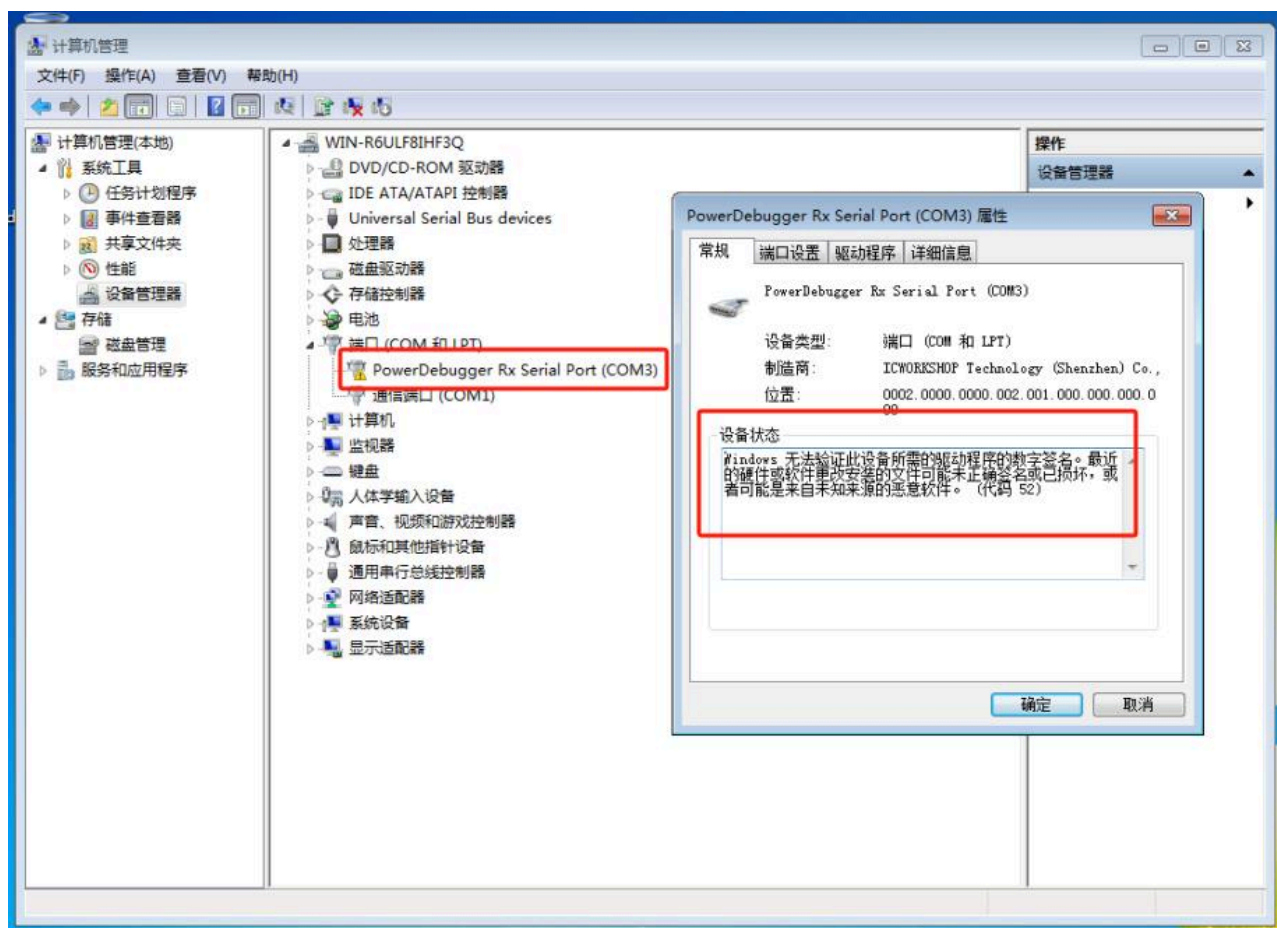 计算机管理
文件(F) 操作(A) 查看(V) 帮助(H)
计算机管理(本地)
系统工具
任务计划程序
事件查看器
共享文件夹
性能
设备管理器
存储
磁盘管理
服务和应用程序
WIN-R6ULF8IHF3Q
DVD/CD-ROM 驱动器
IDE ATA/ATAPI 控制器
Universal Serial Bus devices
处理器
磁盘驱动器
存储控制器
电池
端口 (COM 和 LPT)
PowerDebugger Rx Serial Port (COM3)
通信端口 (COM1)
计算机
监视器
键盘
人体学输入设备
声音、视频和游戏控制器
鼠标和其他指针设备
通用串行总线控制器
网络适配器
系统设备
显示适配器
操作
设备管理器
PowerDebugger Rx Serial Port (COM3) 属性
常规 端口设置 驱动程序 详细信息
PowerDebugger Rx Serial Port (COM3)
设备类型: 端口 (COM 和 LPT)
制造商: ICWORKSHOP Technology (Shenzhen) Co.,
位置: 0002.0000.0000.002.001.000.000.000.0
00
设备状态
Windows 无法验证此设备所需的驱动程序的数字签名。最近
的硬件或软件更改安装的文件可能未正确签名或已损坏，或
者可能是来自未知来源的恶意软件。 (代码 52)
确定 取消